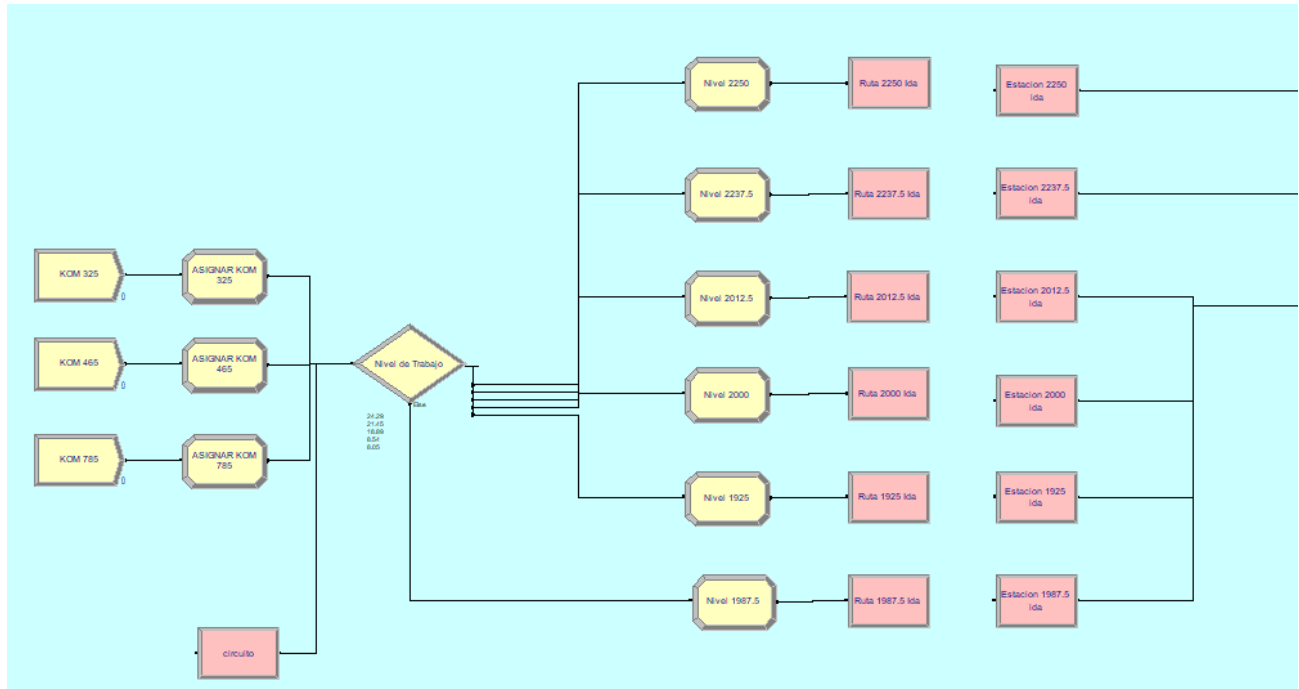 Nivel 2250
Ruta 2250 Ida
Estacion 2250
ida
Nivel 2237.5
Ruta 2237.5 Ida
Estacion 2237.5
ida
KOM 325
0
ASIGNAR KOM
325
Nivel 2012.5
Ruta 2012.5 Ida
Estacion 2012.5
ida
KOM 465
0
ASIGNAR KOM
465
Nivel de Trabajo
Else
24.29
21.45
8.54
Nivel 2000
Ruta 2000 Ida
Estacion 2000
ida
KOM 785
0
ASIGNAR KOM
785
Nivel 1925
Ruta 1925 Ida
Estacion 1925
ida
Nivel 1987.5
Ruta 1987.5 Ida
Estacion 1987.5
ida
circuito